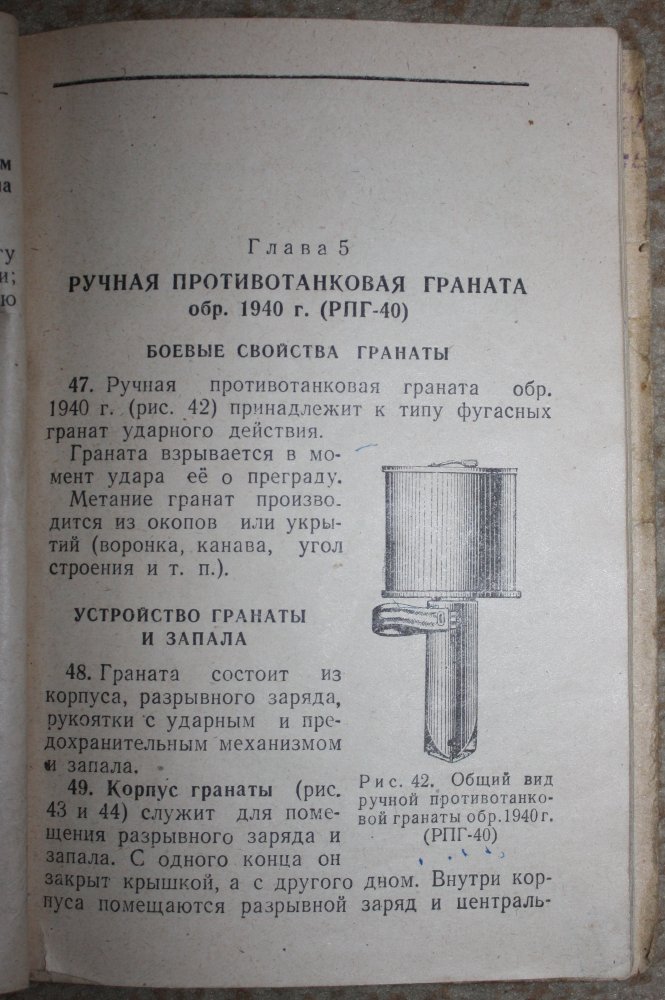 м
на
гу
и;
ю
Глава 5
РУЧНАЯ ПРОТИВОТАНКОВАЯ ГРАНАТА
обр. 1940 г. (РПГ-40)
БОЕВЫЕ СВОЙСТВА ГРАНАТЫ
47. Ручная противотанковая граната обр.
1940 г. (рис. 42) принадлежит к типу фугасных
гранат ударного действия.
Граната взрывается в мо-
мент удара её о преграду.
Метание гранат произво-
дится из окопов или укры-
тий (воронка, канава, угол
строения и т. п.).
УСТРОЙСТВО ГРАНАТЫ
И ЗАПАЛА
48. Граната состоит из
корпуса, разрывного заряда,
рукоятки с ударным и пре-
дохранительным механизмом
и запала.
49. Корпус гранаты (рис.
43 и 44) служит для поме-
щения разрывного заряда и
запала. С одного конца он
закрыт крышкой, а с другого дном. Внутри кор-
пуса помещаются разрывной заряд и централь-
Рис. 42. Общий вид
ручной противотанко-
вой гранаты обр. 1940 г.
(РПГ-40)